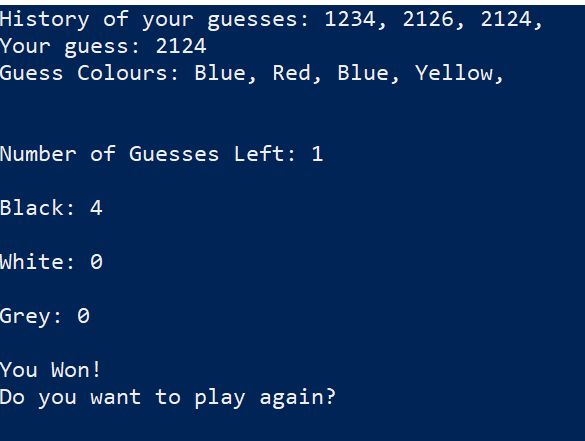 History of your guesses: 1234, 2126, 2124,
Your guess: 2124
Guess Colours: Blue, Red, Blue, Yellow,
Number of Guesses Left: 1
Black: 4
White: 0
Grey: 0
You Won!
Do you want to play again?